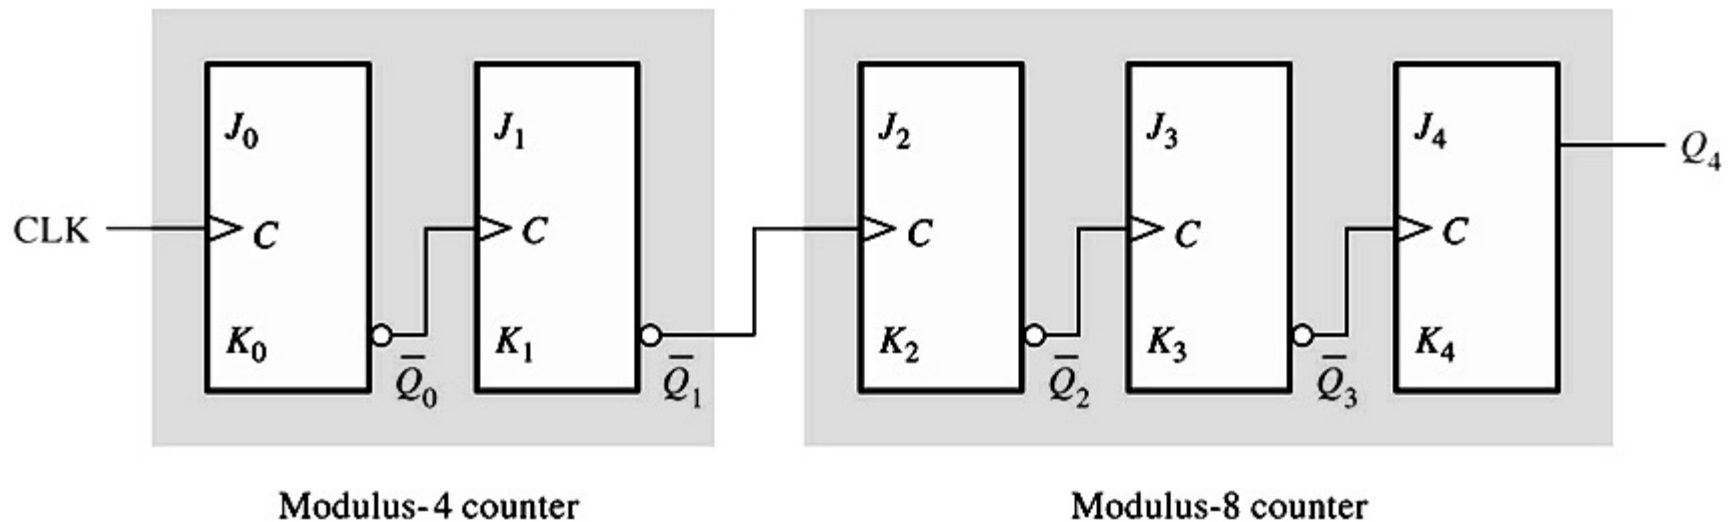 J₀ J₁ J₂ J₃ J₄ Q₄
CLK C C C C C
K₀ K₁ K₂ K₃ K₄
Q̅₀ Q̅₁ Q̅₂ Q̅₃
Modulus-4 counter Modulus-8 counter